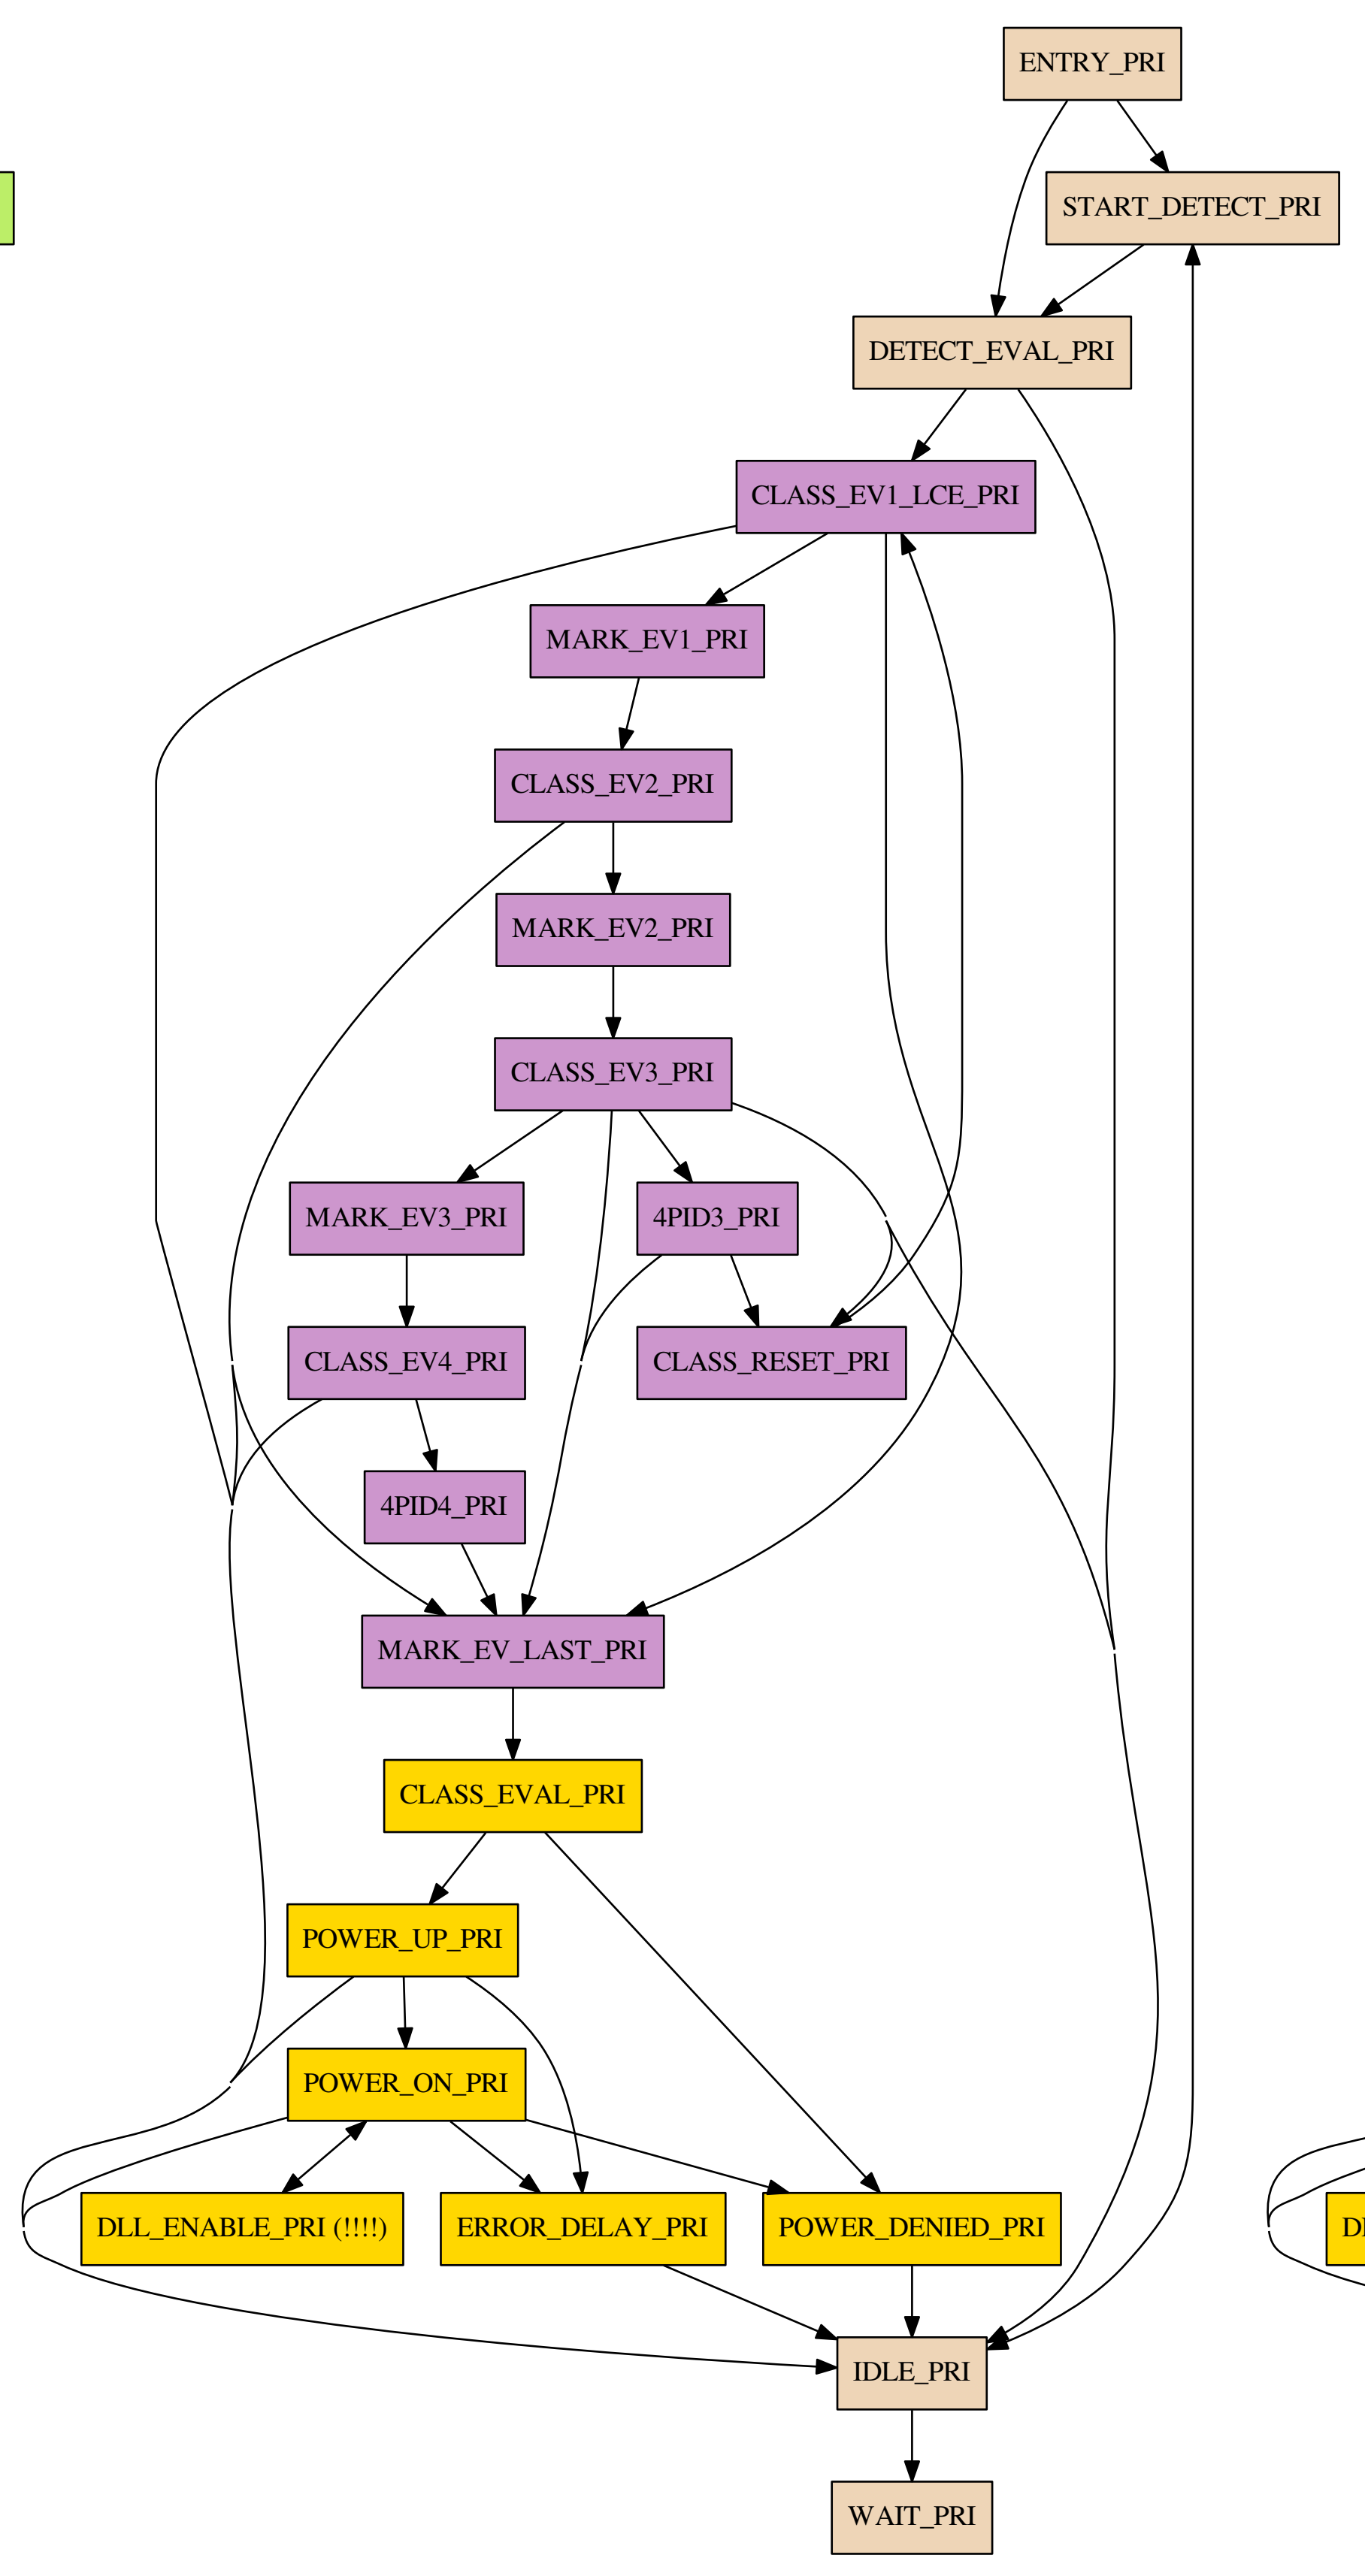 ENTRY_PRI
START_DETECT_PRI
DETECT_EVAL_PRI
CLASS_EV1_LCE_PRI
MARK_EV1_PRI
CLASS_EV2_PRI
MARK_EV2_PRI
CLASS_EV3_PRI
MARK_EV3_PRI
4PID3_PRI
CLASS_EV4_PRI
CLASS_RESET_PRI
4PID4_PRI
MARK_EV_LAST_PRI
CLASS_EVAL_PRI
POWER_UP_PRI
POWER_ON_PRI
DLL_ENABLE_PRI (!!!!)
ERROR_DELAY_PRI
POWER_DENIED_PRI
IDLE_PRI
WAIT_PRI